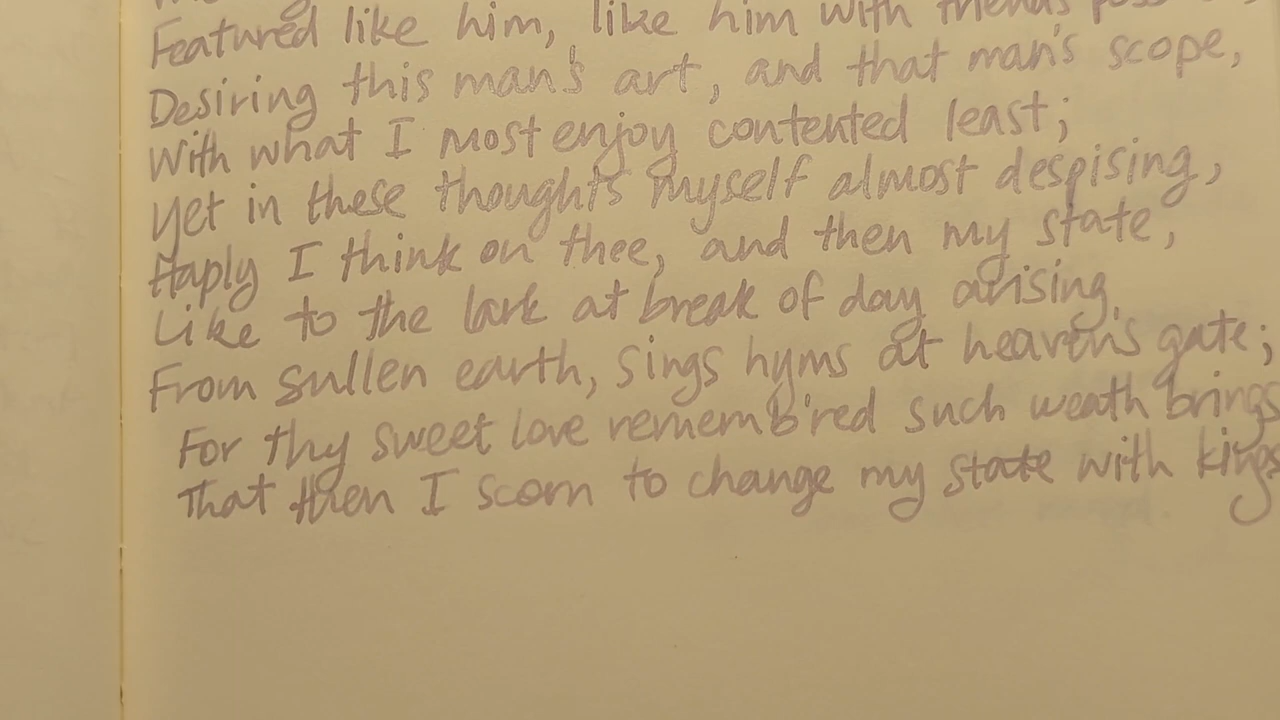 Featured like him, like him with friends
Desiring this man's art, and that man's scope,
With what I most enjoy contented least;
Yet in these thoughts myself almost despising,
Haply I think on thee, and then my state,
Like to the lark at break of day arising,
From sullen earth, sings hyms at heaven's gate;
For thy sweet love rememb'red such weath brings
That then I scorn to change my state with kings